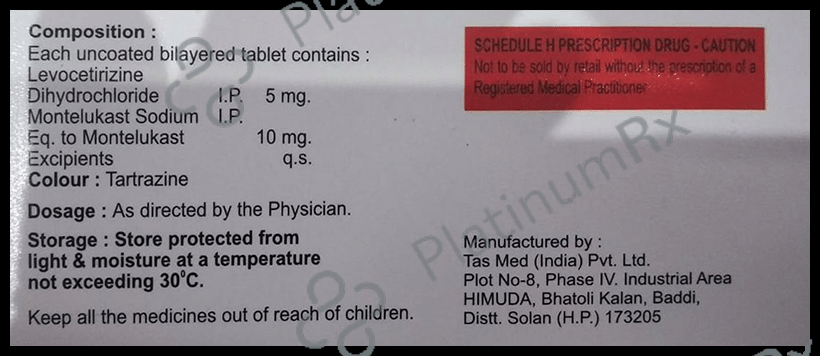 Composition :
Each uncoated bilayered tablet contains :
Levocetirizine
Dihydrochloride I.P. 5 mg.
Montelukast Sodium I.P.
Eq. to Montelukast 10 mg.
Excipients q.s.
Colour : Tartrazine
Dosage : As directed by the Physician.
Storage : Store protected from
light & moisture at a temperature
not exceeding 30°C.
Keep all the medicines out of reach of children.
SCHEDULE H PRESCRIPTION DRUG - CAUTION
Not to be sold by retail without the prescription of a
Registered Medical Practitioner
Manufactured by :
Tas Med (India) Pvt. Ltd.
Plot No-8, Phase IV. Industrial Area
HIMUDA, Bhatoli Kalan, Baddi,
Distt. Solan (H.P.) 173205
PlatinumRx